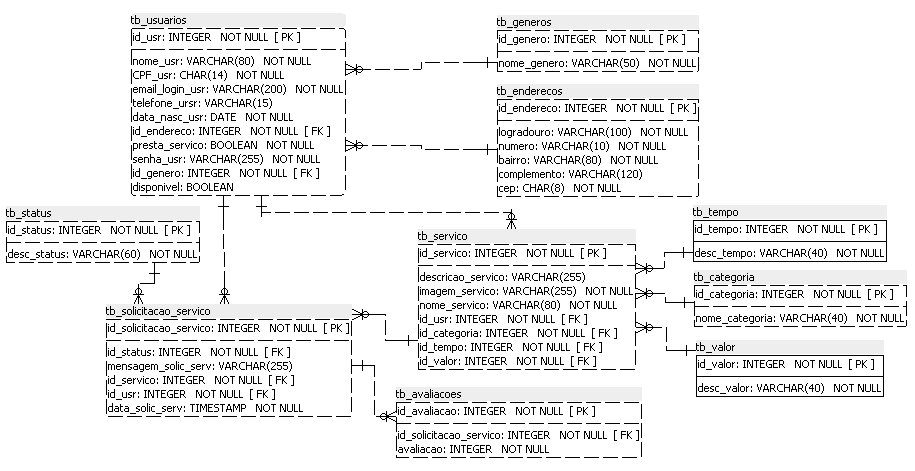 tb_usuarios
id_usr: INTEGER NOT NULL [ PK ]
nome_usr: VARCHAR(80) NOT NULL
CPF_usr: CHAR(14) NOT NULL
email_login_usr: VARCHAR(200) NOT NULL
telefone_ursr: VARCHAR(15)
data_nasc_usr: DATE NOT NULL
id_endereco: INTEGER NOT NULL [ FK ]
presta_servico: BOOLEAN NOT NULL
senha_usr: VARCHAR(255) NOT NULL
id_genero: INTEGER NOT NULL [ FK ]
disponivel: BOOLEAN
tb_generos
id_genero: INTEGER NOT NULL [ PK ]
nome_genero: VARCHAR(50) NOT NULL
tb_enderecos
id_endereco: INTEGER NOT NULL [ PK ]
logradouro: VARCHAR(100) NOT NULL
numero: VARCHAR(10) NOT NULL
bairro: VARCHAR(80) NOT NULL
complemento: VARCHAR(120)
cep: CHAR(8) NOT NULL
tb_status
id_status: INTEGER NOT NULL [ PK ]
desc_status: VARCHAR(60) NOT NULL
tb_servico
id_servico: INTEGER NOT NULL [ PK ]
descricao_servico: VARCHAR(255)
imagem_servico: VARCHAR(255) NOT NULL
nome_servico: VARCHAR(80) NOT NULL
id_usr: INTEGER NOT NULL [ FK ]
id_categoria: INTEGER NOT NULL [ FK ]
id_tempo: INTEGER NOT NULL [ FK ]
id_valor: INTEGER NOT NULL [ FK ]
tb_tempo
id_tempo: INTEGER NOT NULL [ PK ]
desc_tempo: VARCHAR(40) NOT NULL
tb_categoria
id_categoria: INTEGER NOT NULL [ PK ]
nome_categoria: VARCHAR(40) NOT NULL
tb_valor
id_valor: INTEGER NOT NULL [ PK ]
desc_valor: VARCHAR(40) NOT NULL
tb_solicitacao_servico
id_solicitacao_servico: INTEGER NOT NULL [ PK ]
id_status: INTEGER NOT NULL [ FK ]
mensagem_solic_serv: VARCHAR(255)
id_servico: INTEGER NOT NULL [ FK ]
id_usr: INTEGER NOT NULL [ FK ]
data_solic_serv: TIMESTAMP NOT NULL
tb_avaliacoes
id_avaliacao: INTEGER NOT NULL [ PK ]
id_solicitacao_servico: INTEGER NOT NULL [ FK ]
avaliacao: INTEGER NOT NULL